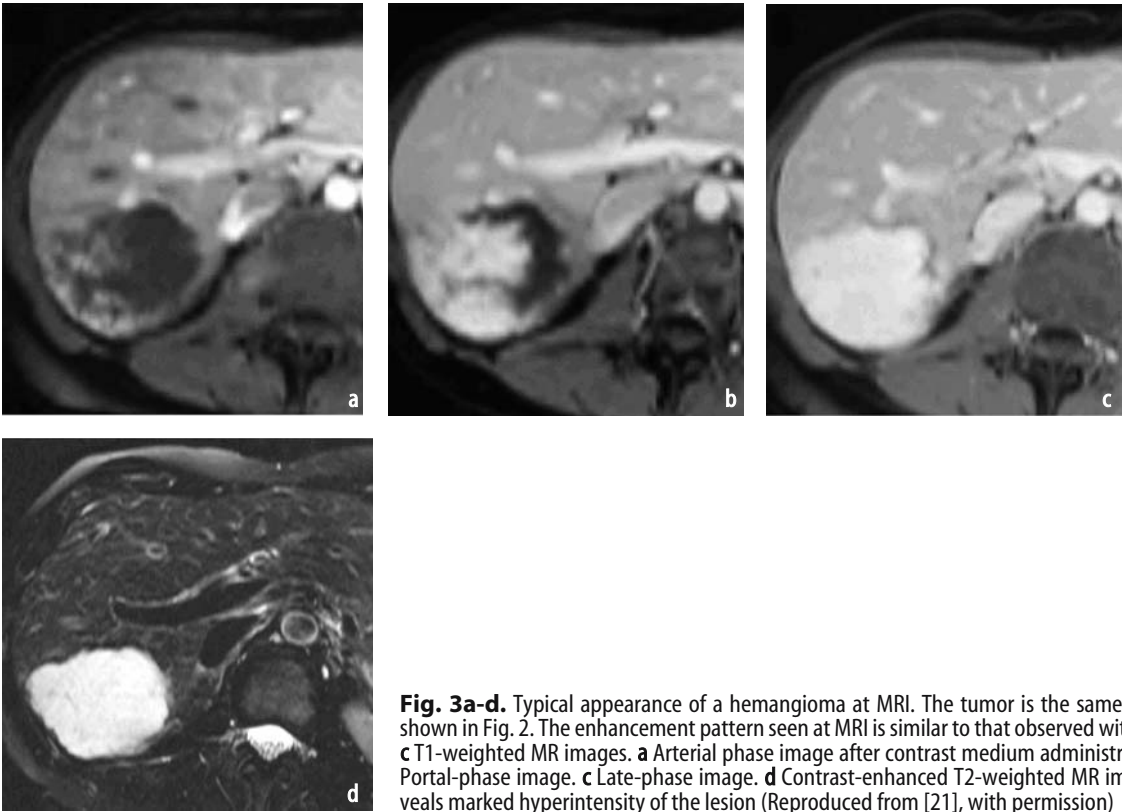 a
b
c
d
Fig. 3a-d. Typical appearance of a hemangioma at MRI. The tumor is the same
shown in Fig. 2. The enhancement pattern seen at MRI is similar to that observed
c T1-weighted MR images. a Arterial phase image after contrast medium
Portal-phase image. c Late-phase image. d Contrast-enhanced T2-weighted MR
veals marked hyperintensity of the lesion (Reproduced from [21], with permission)